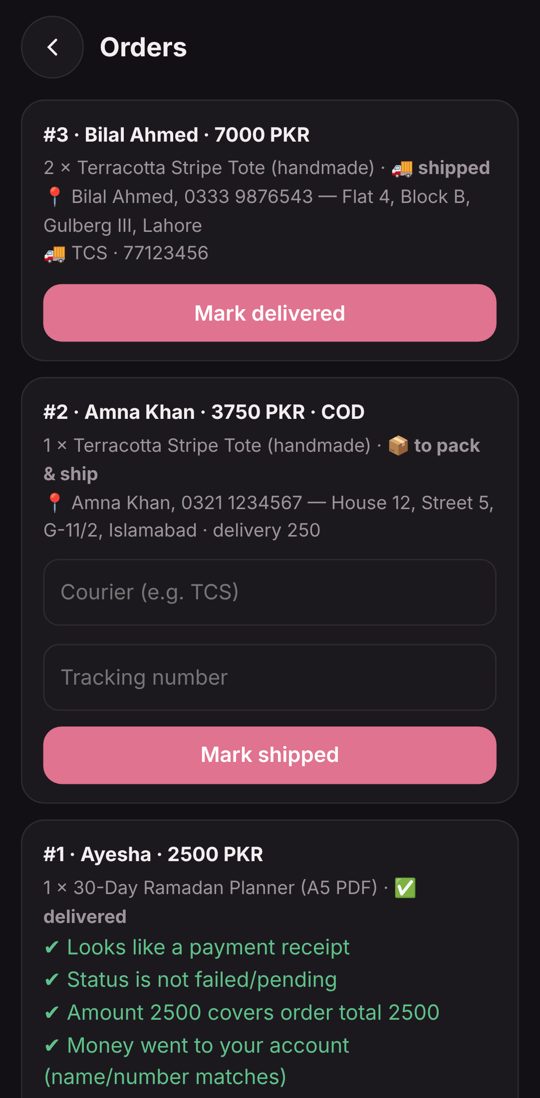 Orders
#3 · Bilal Ahmed · 7000 PKR
2 × Terracotta Stripe Tote (handmade) · 🚚 shipped
📍 Bilal Ahmed, 0333 9876543 — Flat 4, Block B,
Gulberg III, Lahore
🚚 TCS · 77123456
Mark delivered
#2 · Amna Khan · 3750 PKR · COD
1 × Terracotta Stripe Tote (handmade) · 📦 to pack
& ship
📍 Amna Khan, 0321 1234567 — House 12, Street 5,
G-11/2, Islamabad · delivery 250
Courier (e.g. TCS)
Tracking number
Mark shipped
#1 · Ayesha · 2500 PKR
1 × 30-Day Ramadan Planner (A5 PDF) · ✅
delivered
✔ Looks like a payment receipt
✔ Status is not failed/pending
✔ Amount 2500 covers order total 2500
✔ Money went to your account
(name/number matches)